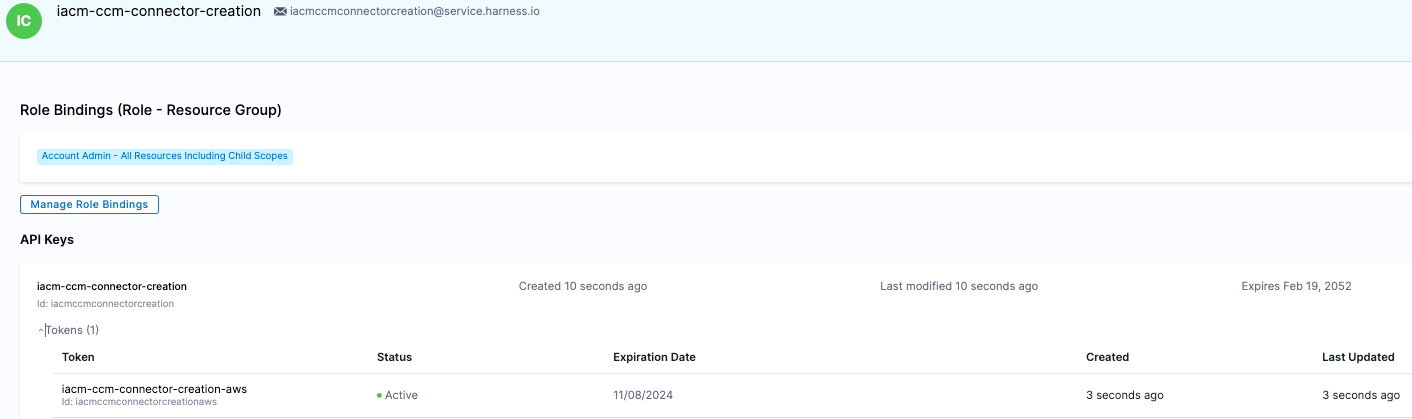 IC
iacm-ccm-connector-creation iacmccmconnectorcreation@service.harness.io
Role Bindings (Role - Resource Group)
Account Admin - All Resources Including Child Scopes
Manage Role Bindings
API Keys
iacm-ccm-connector-creation Created 10 seconds ago Last modified 10 seconds ago Expires Feb 19, 2052
Id: iacmccmconnectorcreation
Tokens (1)
Token Status Expiration Date Created Last Updated
iacm-ccm-connector-creation-aws Active 11/08/2024 3 seconds ago 3 seconds ago
Id: iacmccmconnectorcreationaws